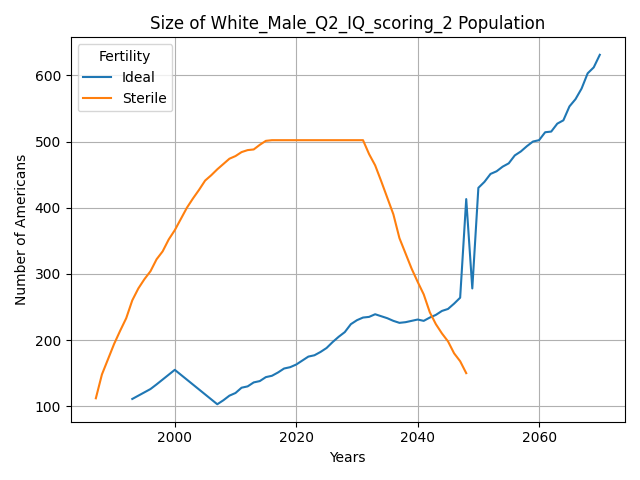 Size of White_Male_Q2_IQ_scoring_2 Population
Fertility
Ideal
Sterile
Number of Americans
600
500
400
300
200
100
2000
2020
2040
2060
Years